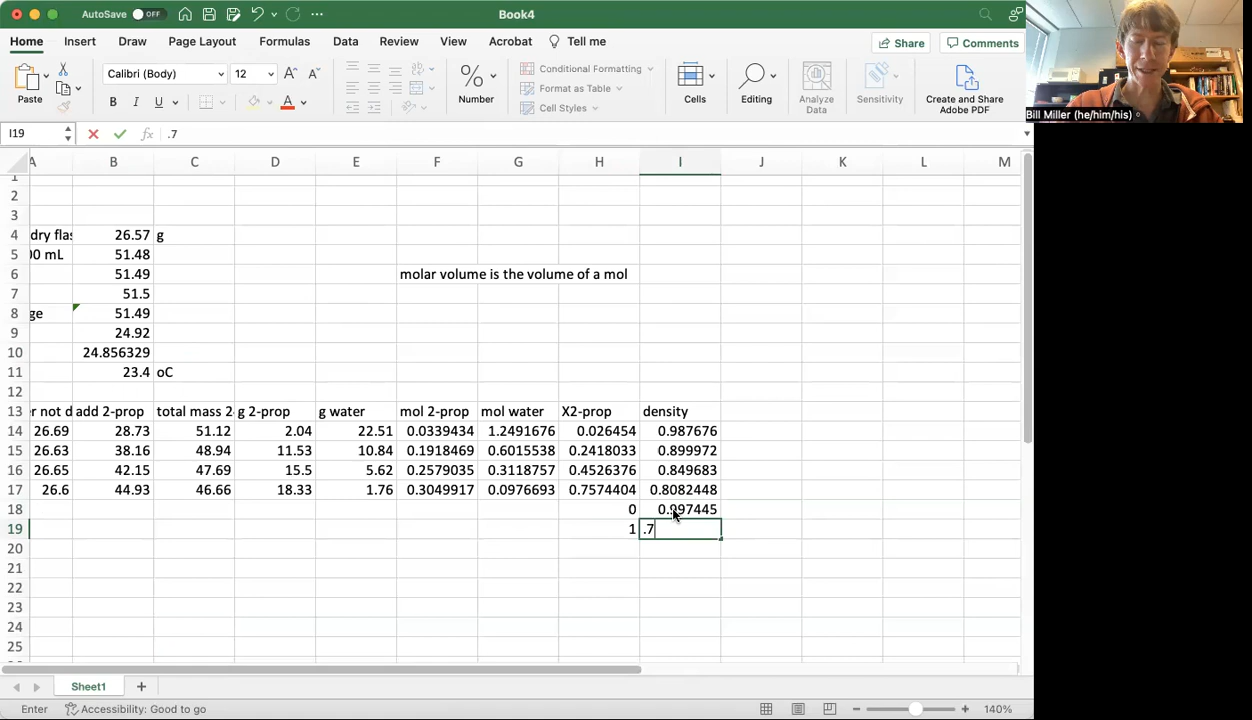 AutoSave OFF Book4
Home Insert Draw Page Layout Formulas Data Review View Acrobat Tell me Share Comments
Calibri (Body) 12 A A Conditional Formatting
Format as Table
Paste B I U A Number Cell Styles Cells Editing Analyze Data Sensitivity Create and Share Adobe PDF
Bill Miller (he/him/his)
I19 fx .7
A B C D E F G H I J K L M
1
2
3
4 dry flas 26.57 g
5 00 mL 51.48
6 51.49 molar volume is the volume of a mol
7 51.5
8 ge 51.49
9 24.92
10 24.856329
11 23.4 oC
12
13 r not d add 2-prop total mass 2- g 2-prop g water mol 2-prop mol water X2-prop density
14 26.69 28.73 51.12 2.04 22.51 0.0339434 1.2491676 0.026454 0.987676
15 26.63 38.16 48.94 11.53 10.84 0.1918469 0.6015538 0.2418033 0.899972
16 26.65 42.15 47.69 15.5 5.62 0.2579035 0.3118757 0.4526376 0.849683
17 26.6 44.93 46.66 18.33 1.76 0.3049917 0.0976693 0.7574404 0.8082448
18 0 0.997445
19 1 .7
20
21
22
23
24
25
Sheet1
Enter Accessibility: Good to go 140%